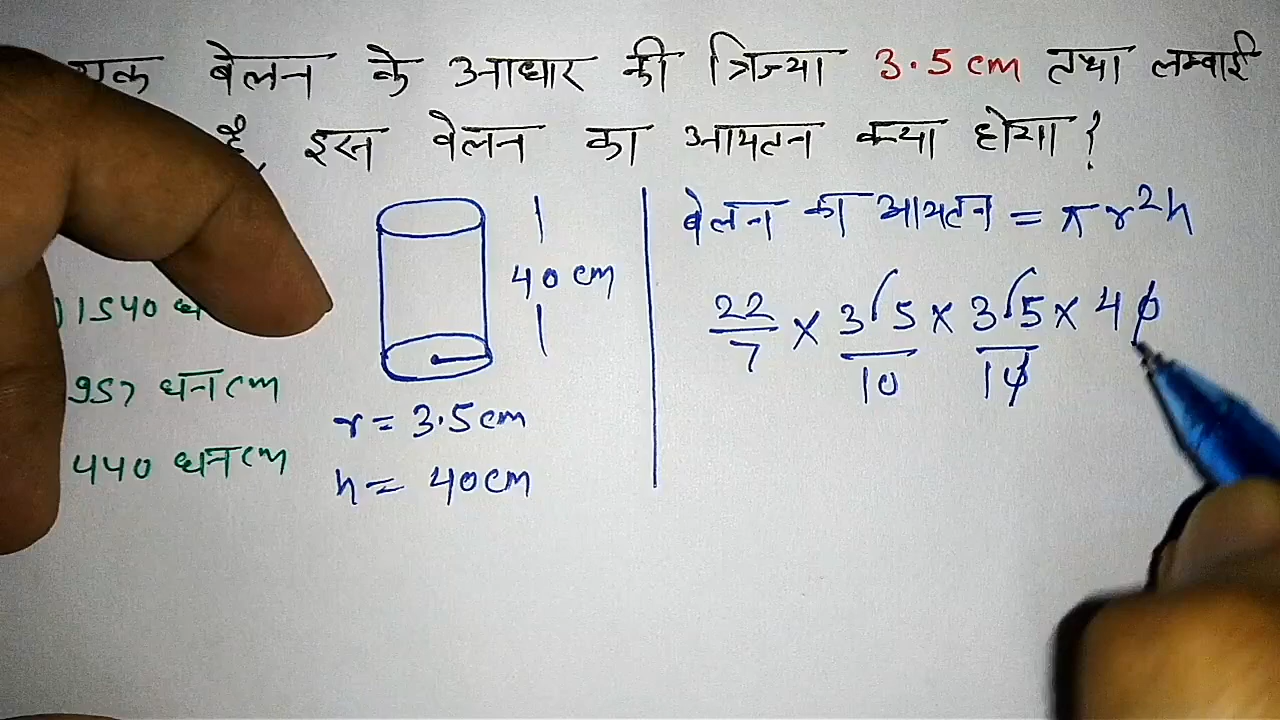 एक बेलन के आधार की त्रिज्या 3.5 cm तथा लम्बाई
है, इस बेलन का आयतन क्या होगा ?
40 cm
1540
957 घन cm
440 घन cm
r = 3.5 cm
h = 40 cm
बेलन का आयतन = π r² h
22/7 × 35/10 × 35/10 × 40